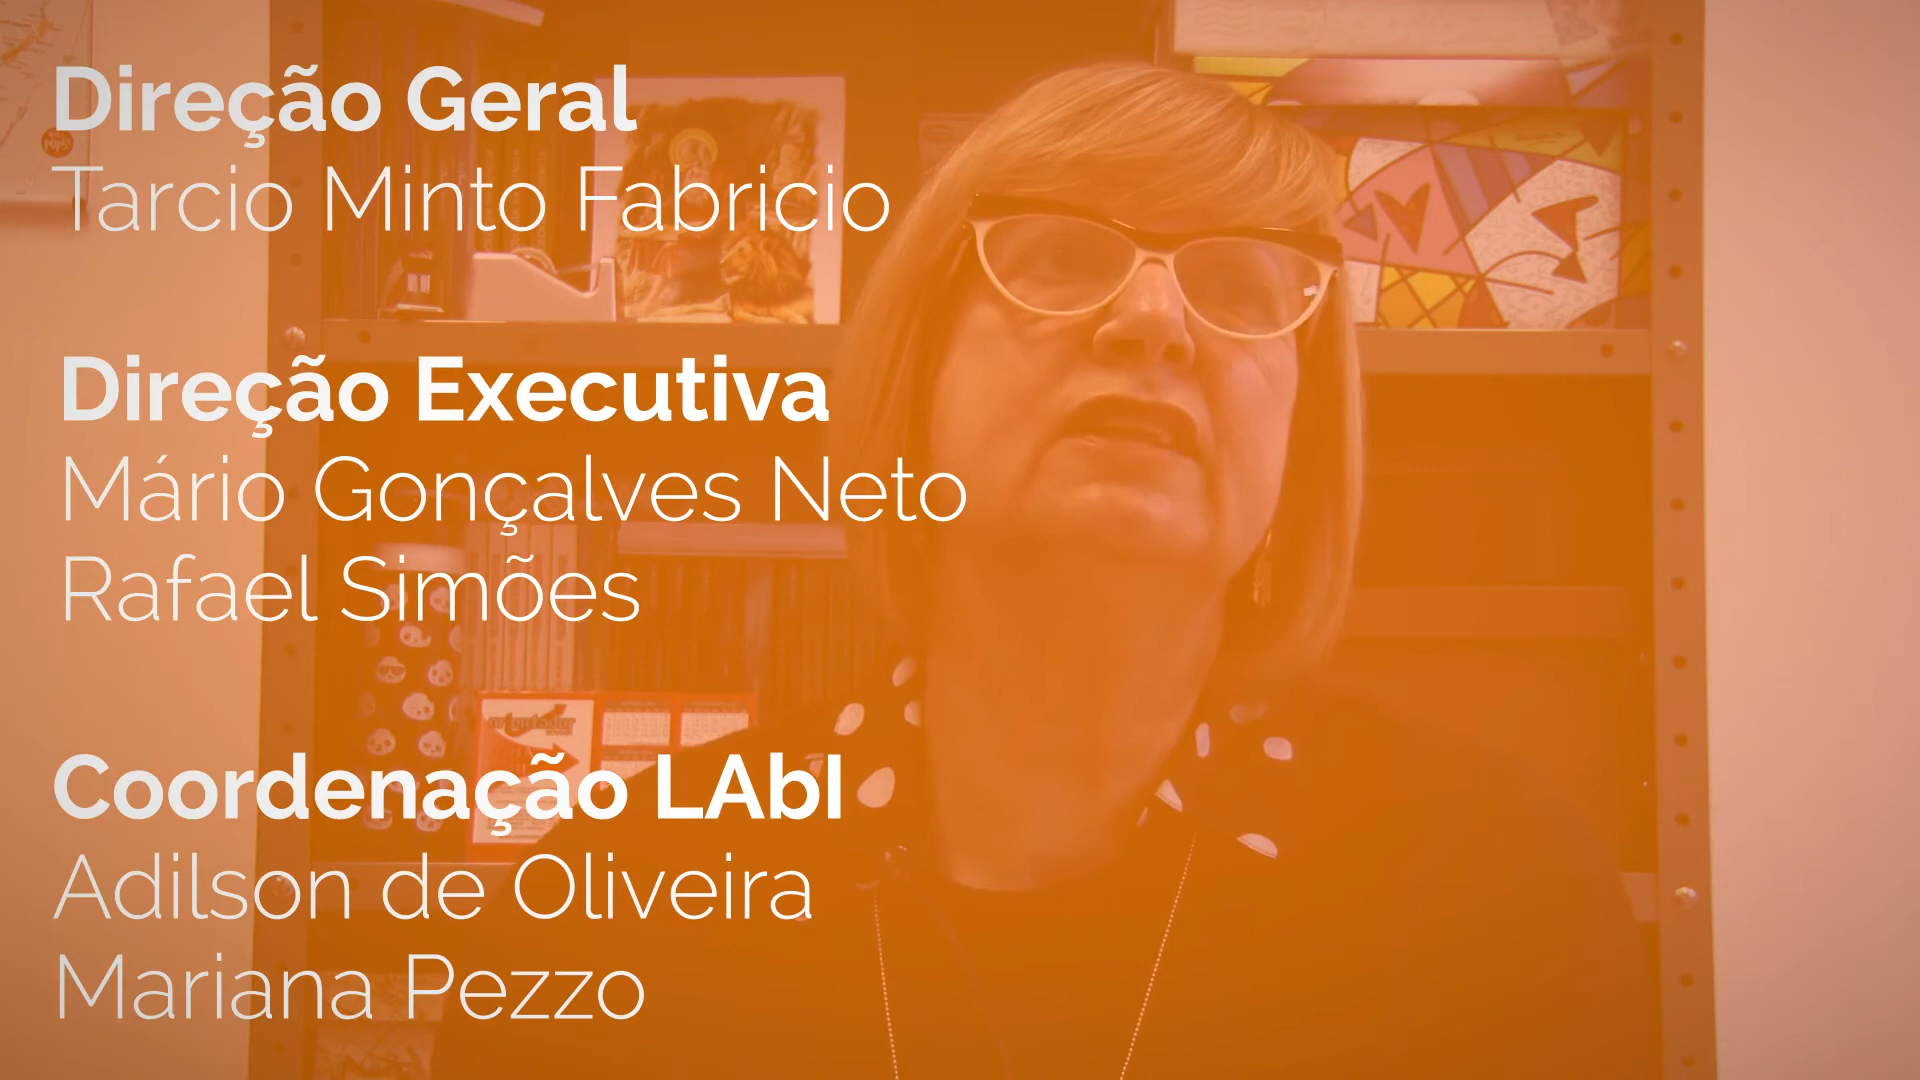 Direção Geral
Tarcio Minto Fabricio
Direção Executiva
Mário Gonçalves Neto
Rafael Simões
Coordenação LAbI
Adilson de Oliveira
Mariana Pezzo